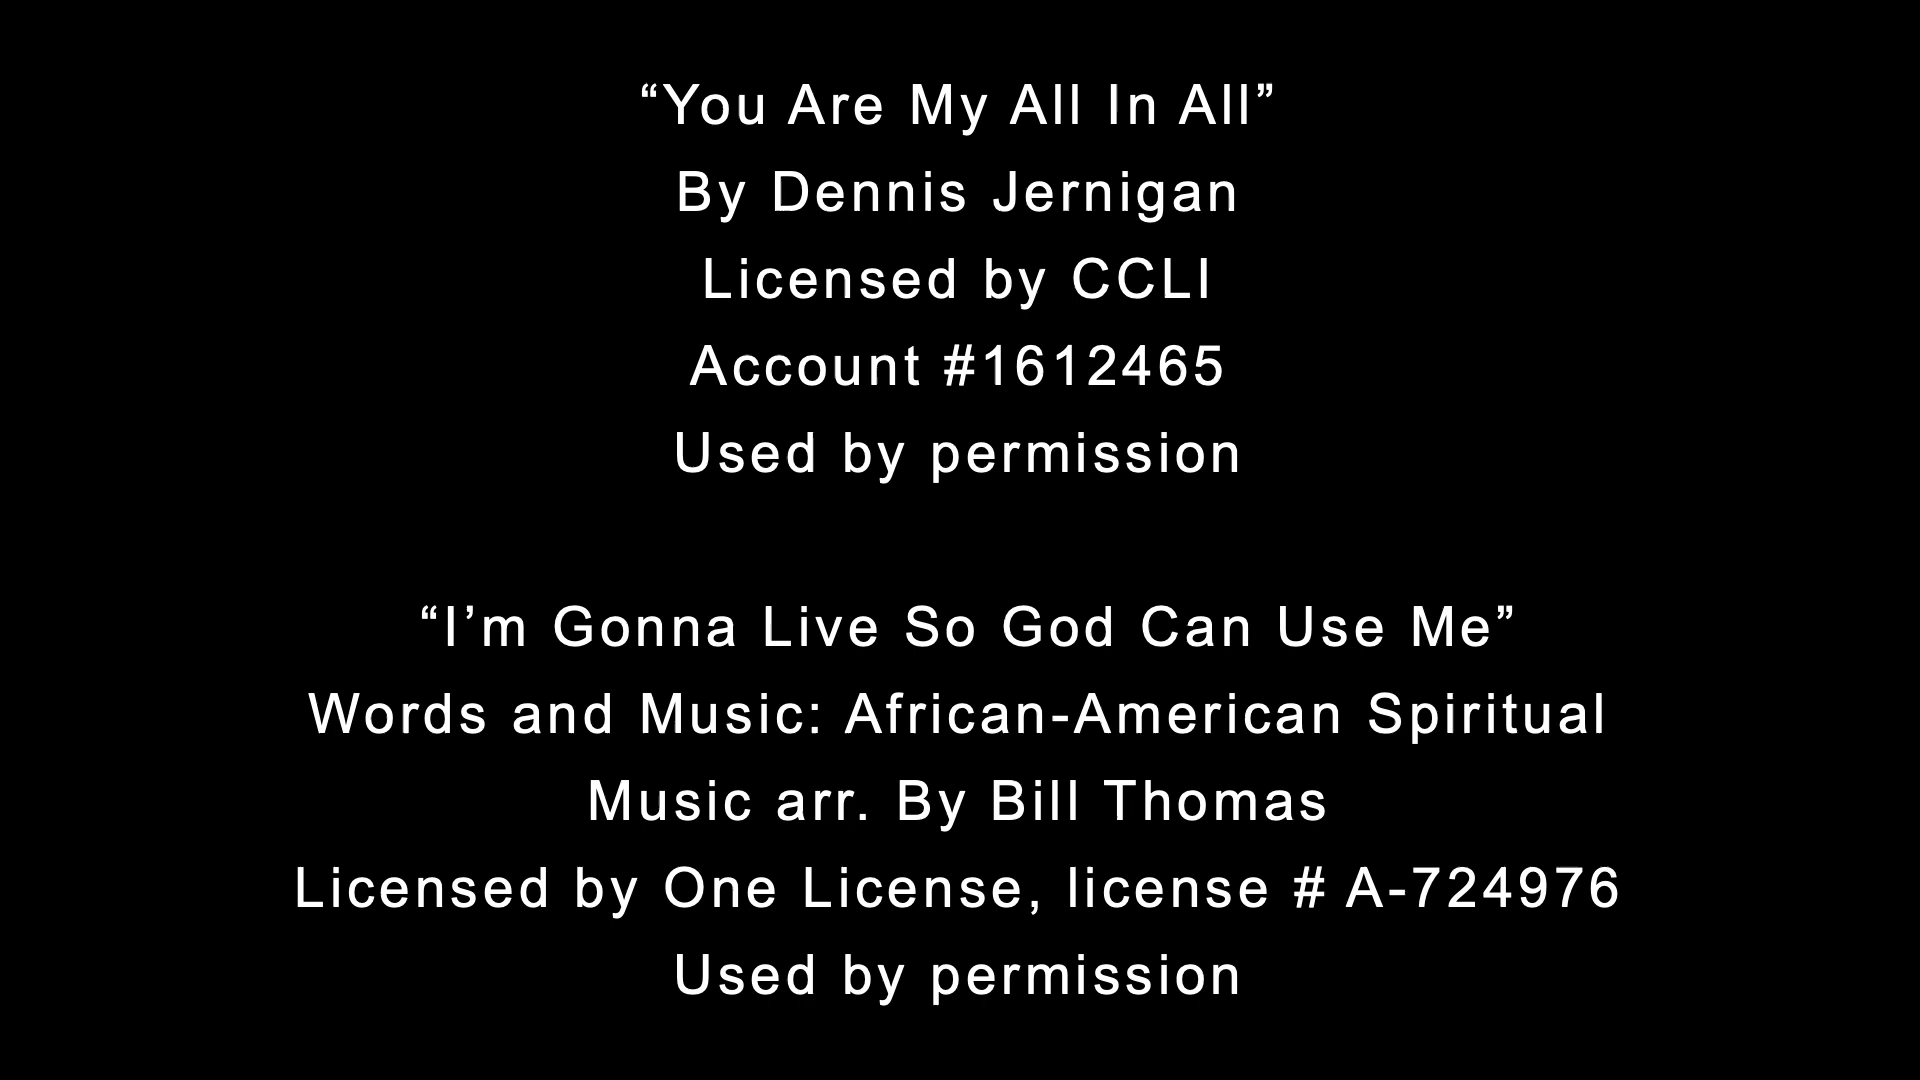 “You Are My All In All”
By Dennis Jernigan
Licensed by CCLI
Account #1612465
Used by permission
“I’m Gonna Live So God Can Use Me”
Words and Music: African-American Spiritual
Music arr. By Bill Thomas
Licensed by One License, license # A-724976
Used by permission